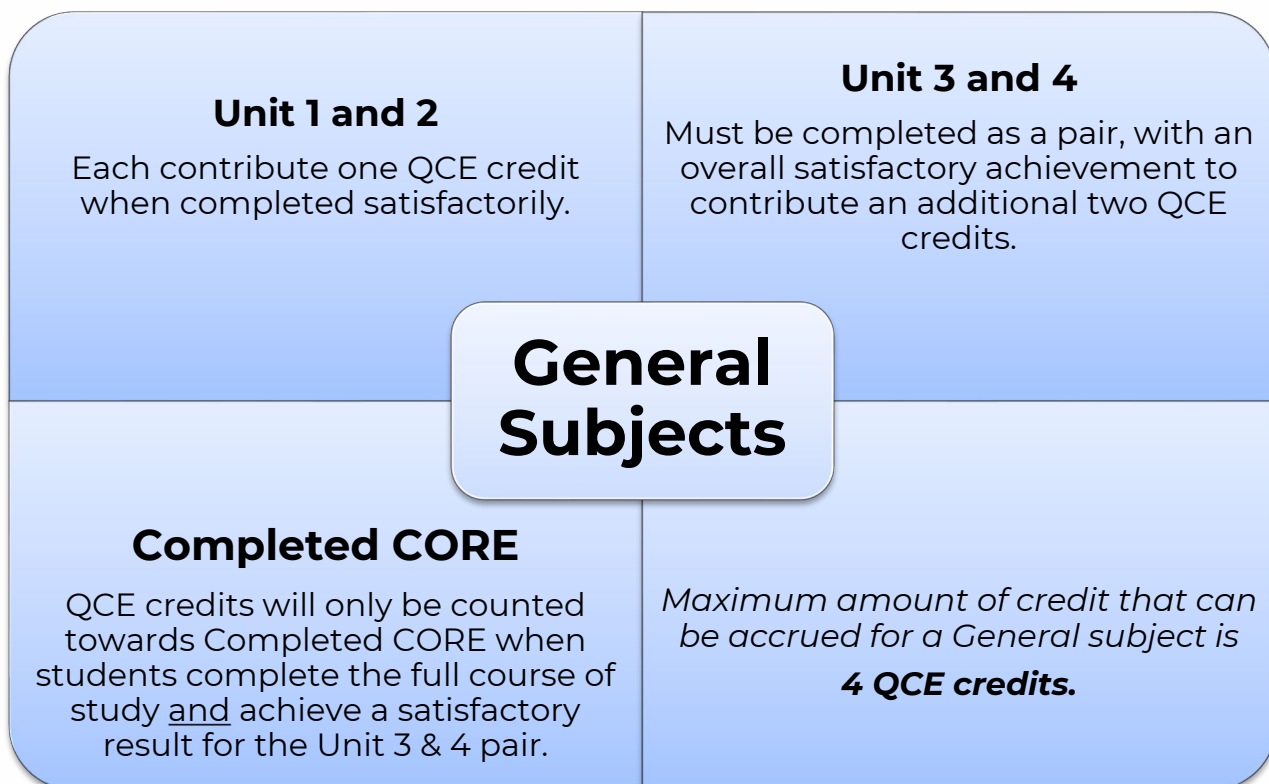 Unit 1 and 2
Each contribute one QCE credit
when completed satisfactorily.
Unit 3 and 4
Must be completed as a pair, with an
overall satisfactory achievement to
contribute an additional two QCE
credits.
General
Subjects
Completed CORE
QCE credits will only be counted
towards Completed CORE when
students complete the full course of
study and achieve a satisfactory
result for the Unit 3 & 4 pair.
Maximum amount of credit that can
be accrued for a General subject is
4 QCE credits.